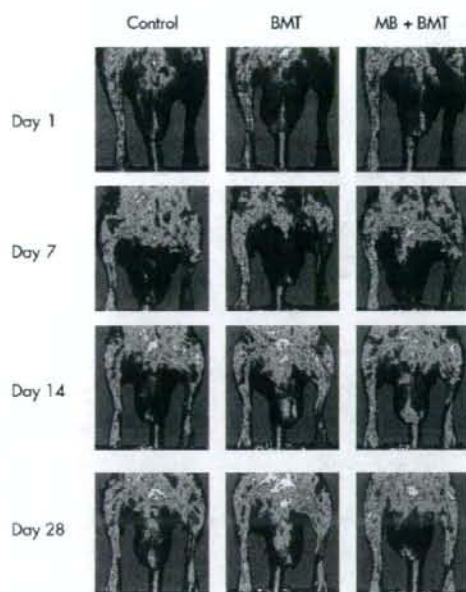 Control BMT MB + BMT
Day 1
Day 7
Day 14
Day 28